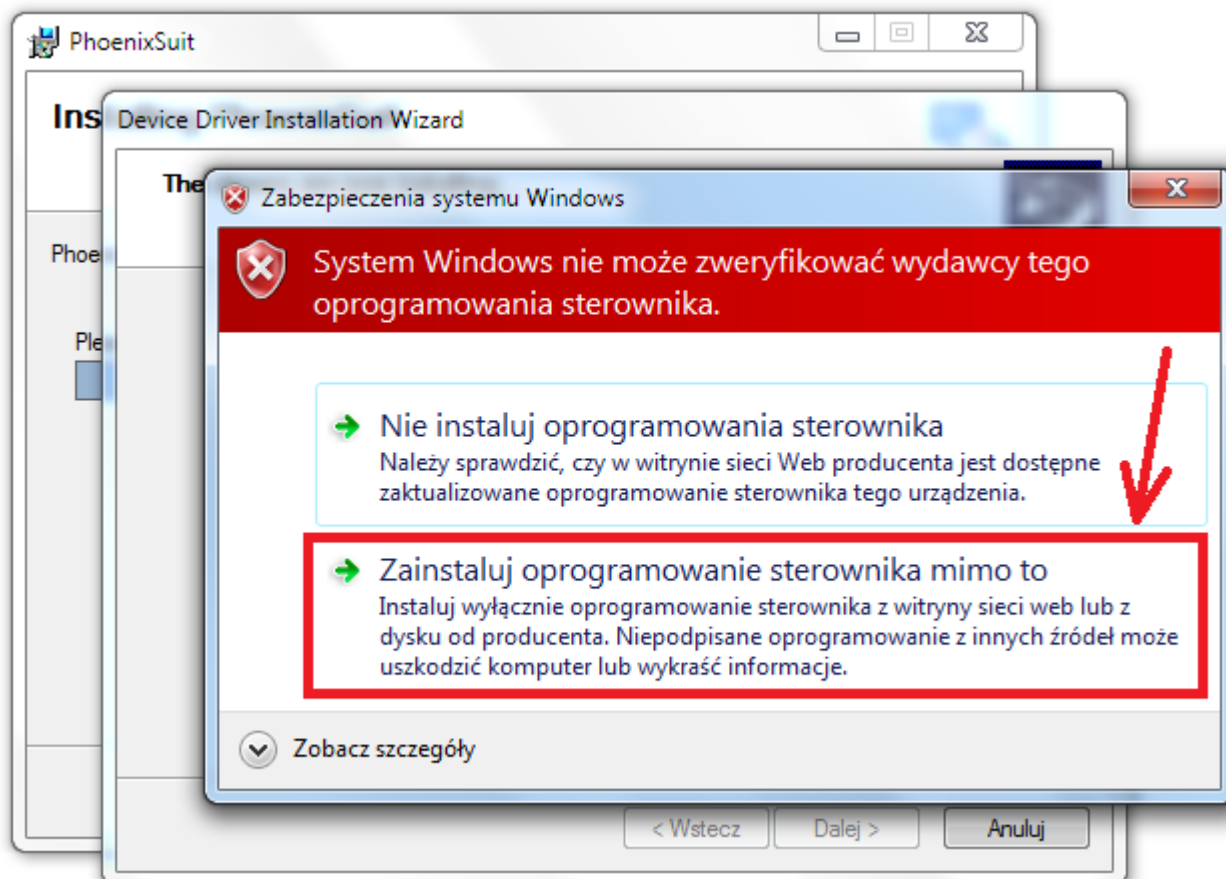 PhoenixSuit
Ins
Device Driver Installation Wizard
The
Zabezpieczenia systemu Windows
Phoe
System Windows nie może zweryfikować wydawcy tego
oprogramowania sterownika.
Ple
Nie instaluj oprogramowania sterownika
Należy sprawdzić, czy w witrynie sieci Web producenta jest dostępne
zaktualizowane oprogramowanie sterownika tego urządzenia.
Zainstaluj oprogramowanie sterownika mimo to
Instaluj wyłącznie oprogramowanie sterownika z witryny sieci web lub z
dysku od producenta. Niepodpisane oprogramowanie z innych źródeł może
uszkodzić komputer lub wykraść informacje.
Zobacz szczegóły
< Wstecz
Dalej >
Anuluj